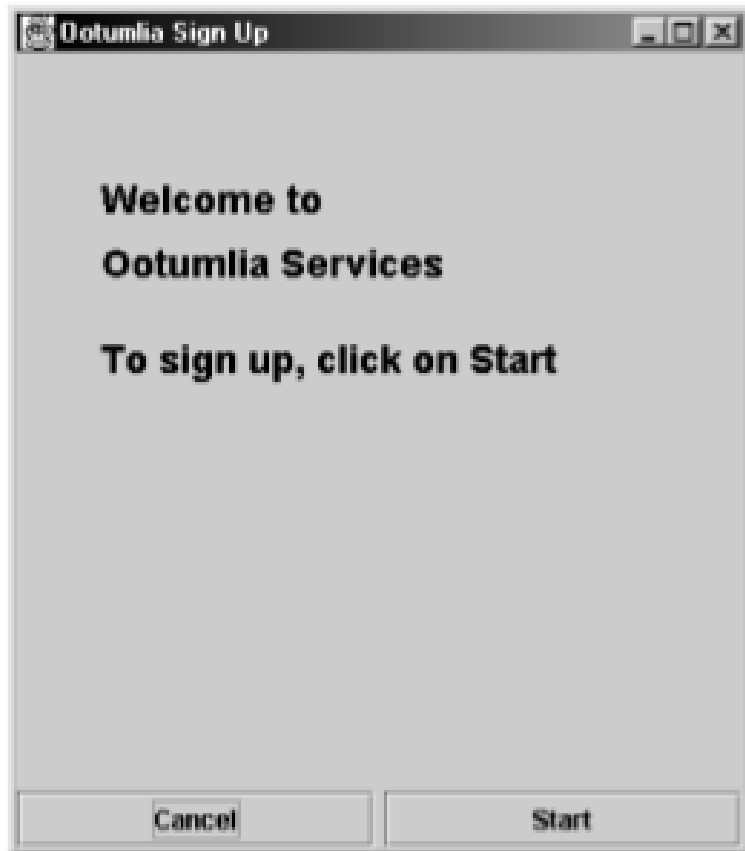 Ootumlia Sign Up
Welcome to
Ootumlia Services
To sign up, click on Start
Cancel
Start